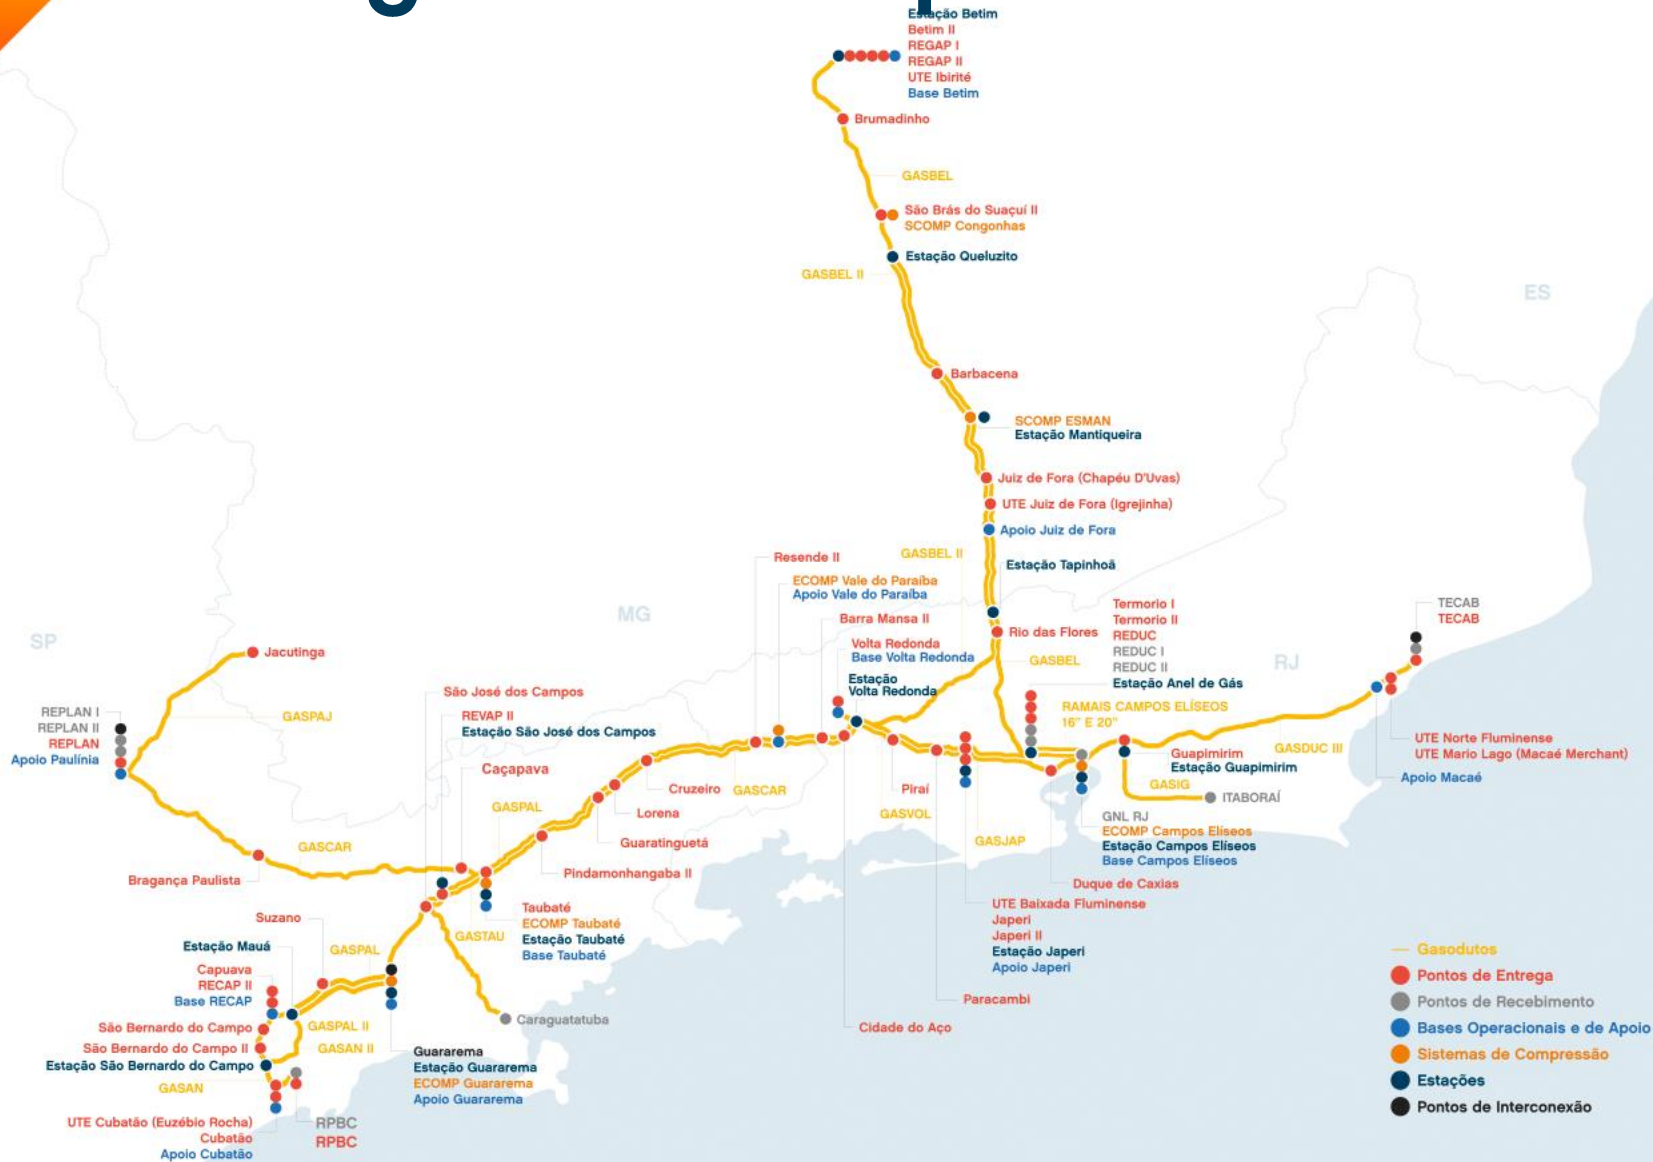 Estação Betim
Betim II
REGAP I
REGAP II
UTE Ibirité
Base Betim
Brumadinho
GASBEL
São Brás do Suaçuí II
SCOMP Congonhas
Estação Queluzito
GASBEL II
ES
Barbacena
SCOMP ESMAN
Estação Mantiqueira
Juiz de Fora (Chapéu D'Uvas)
UTE Juiz de Fora (Igrejinha)
Apoio Juiz de Fora
GASBEL II
Estação Tapinhoã
Resende II
ECOMP Vale do Paraíba
Apoio Vale do Paraíba
MG
Barra Mansa II
Volta Redonda
Base Volta Redonda
Estação
Volta Redonda
Rio das Flores
GASBEL
Termorio I
Termorio II
REDUC
REDUC I
REDUC II
Estação Anel de Gás
RAMAIS CAMPOS ELÍSEOS
16" E 20"
TECAB
TECAB
RJ
SP
Jacutinga
GASPAJ
REPLAN I
REPLAN II
REPLAN
Apoio Paulínia
São José dos Campos
REVAP II
Estação São José dos Campos
Caçapava
GASPAL
Cruzeiro
GASCAR
Lorena
Guaratinguetá
Pindamonhangaba II
Piraí
GASVOL
GASJAP
Guapimirim
Estação Guapimirim
GASIG
ITABORAÍ
GASDUC III
UTE Norte Fluminense
UTE Mario Lago (Macaé Merchant)
Apoio Macaé
GNL RJ
ECOMP Campos Elíseos
Estação Campos Elíseos
Base Campos Elíseos
Duque de Caxias
UTE Baixada Fluminense
Japeri
Japeri II
Estação Japeri
Apoio Japeri
Paracambi
Cidade do Aço
GASCAR
Bragança Paulista
Suzano
Estação Mauá
GASPAL
GASTAU
Taubaté
ECOMP Taubaté
Estação Taubaté
Base Taubaté
Capuava
RECAP II
Base RECAP
São Bernardo do Campo
São Bernardo do Campo II
Estação São Bernardo do Campo
GASPAL II
GASAN II
GASAN
Caraguatatuba
Guararema
Estação Guararema
ECOMP Guararema
Apoio Guararema
UTE Cubatão (Euzébio Rocha)
Cubatão
Apoio Cubatão
RPBC
RPBC
Gasodutos
Pontos de Entrega
Pontos de Recebimento
Bases Operacionais e de Apoio
Sistemas de Compressão
Estações
Pontos de Interconexão